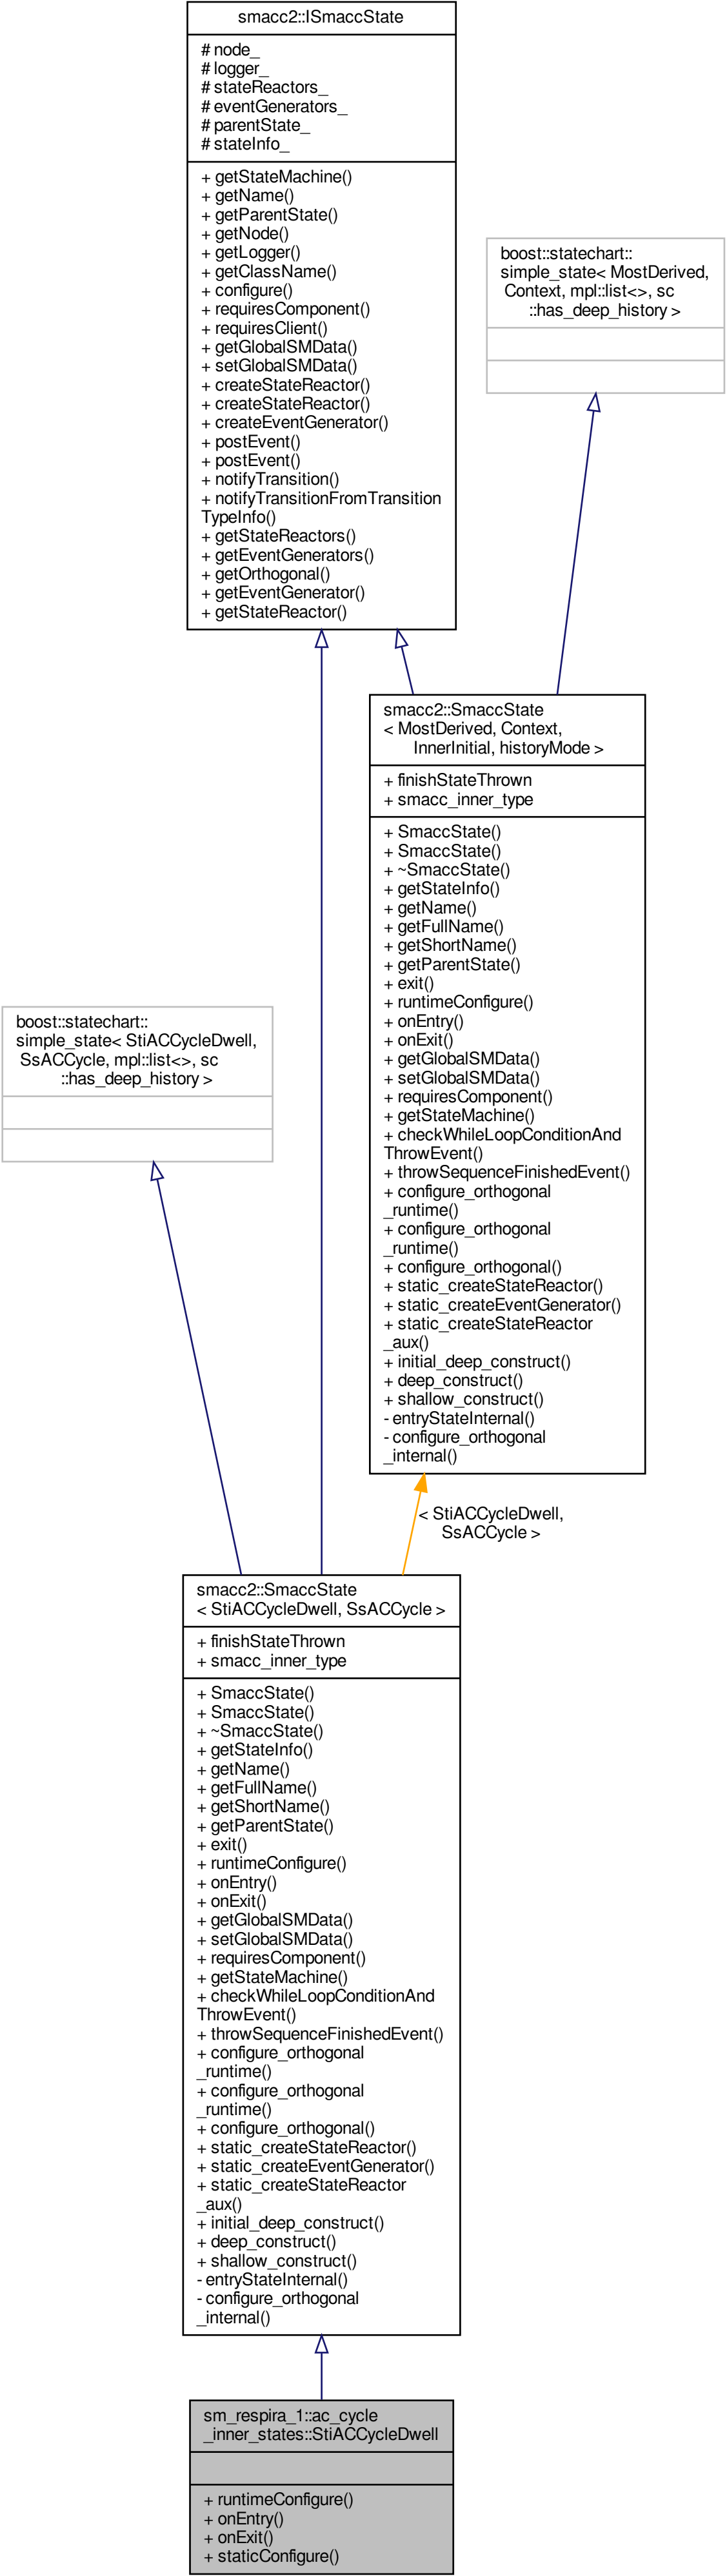 smacc2::ISmaccState
# node_
# logger_
# stateReactors_
# eventGenerators_
# parentState_
# stateInfo_
+ getStateMachine()
+ getName()
+ getParentState()
+ getNode()
+ getLogger()
+ getClassName()
+ configure()
+ requiresComponent()
+ requiresClient()
+ getGlobalSMData()
+ setGlobalSMData()
+ createStateReactor()
+ createStateReactor()
+ createEventGenerator()
+ postEvent()
+ postEvent()
+ notifyTransition()
+ notifyTransitionFromTransition
TypeInfo()
+ getStateReactors()
+ getEventGenerators()
+ getOrthogonal()
+ getEventGenerator()
+ getStateReactor()
boost::statechart::
simple_state< MostDerived,
Context, mpl::list<>, sc
::has_deep_history >
smacc2::SmaccState
< MostDerived, Context,
InnerInitial, historyMode >
+ finishStateThrown
+ smacc_inner_type
+ SmaccState()
+ SmaccState()
+ ~SmaccState()
+ getStateInfo()
+ getName()
+ getFullName()
+ getShortName()
+ getParentState()
+ exit()
+ runtimeConfigure()
+ onEntry()
+ onExit()
+ getGlobalSMData()
+ setGlobalSMData()
+ requiresComponent()
+ getStateMachine()
+ checkWhileLoopConditionAnd
ThrowEvent()
+ throwSequenceFinishedEvent()
+ configure_orthogonal
_runtime()
+ configure_orthogonal
_runtime()
+ configure_orthogonal()
+ static_createStateReactor()
+ static_createEventGenerator()
+ static_createStateReactor
_aux()
+ initial_deep_construct()
+ deep_construct()
+ shallow_construct()
- entryStateInternal()
- configure_orthogonal
_internal()
boost::statechart::
simple_state< StiACCycleDwell,
SsACCycle, mpl::list<>, sc
::has_deep_history >
< StiACCycleDwell,
SsACCycle >
smacc2::SmaccState
< StiACCycleDwell, SsACCycle >
+ finishStateThrown
+ smacc_inner_type
+ SmaccState()
+ SmaccState()
+ ~SmaccState()
+ getStateInfo()
+ getName()
+ getFullName()
+ getShortName()
+ getParentState()
+ exit()
+ runtimeConfigure()
+ onEntry()
+ onExit()
+ getGlobalSMData()
+ setGlobalSMData()
+ requiresComponent()
+ getStateMachine()
+ checkWhileLoopConditionAnd
ThrowEvent()
+ throwSequenceFinishedEvent()
+ configure_orthogonal
_runtime()
+ configure_orthogonal
_runtime()
+ configure_orthogonal()
+ static_createStateReactor()
+ static_createEventGenerator()
+ static_createStateReactor
_aux()
+ initial_deep_construct()
+ deep_construct()
+ shallow_construct()
- entryStateInternal()
- configure_orthogonal
_internal()
sm_respira_1::ac_cycle
_inner_states::StiACCycleDwell
+ runtimeConfigure()
+ onEntry()
+ onExit()
+ staticConfigure()